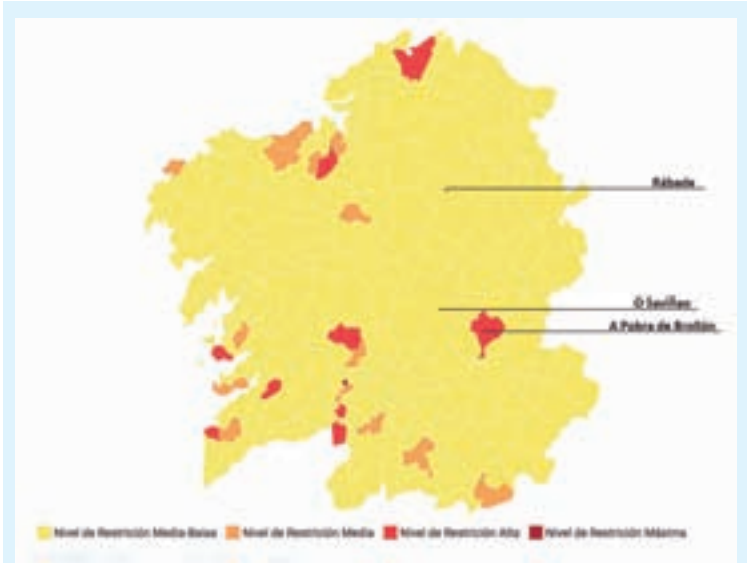 Rábade
O Saviñao
A Pobra de Brollón
Nivel de Restrición Media-Baixa Nivel de Restrición Media Nivel de Restrición Alta Nivel de Restrición Máxima